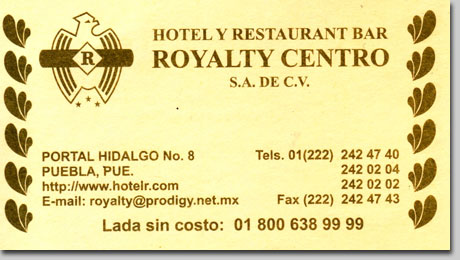 R
HOTEL Y RESTAURANT BAR
ROYALTY CENTRO
S.A. DE C.V.
PORTAL HIDALGO No. 8 Tels. 01(222) 242 47 40
PUEBLA, PUE. 242 02 04
http://www.hotelr.com 242 02 02
E-mail: royalty@prodigy.net.mx Fax (222) 242 47 43
Lada sin costo: 01 800 638 99 99